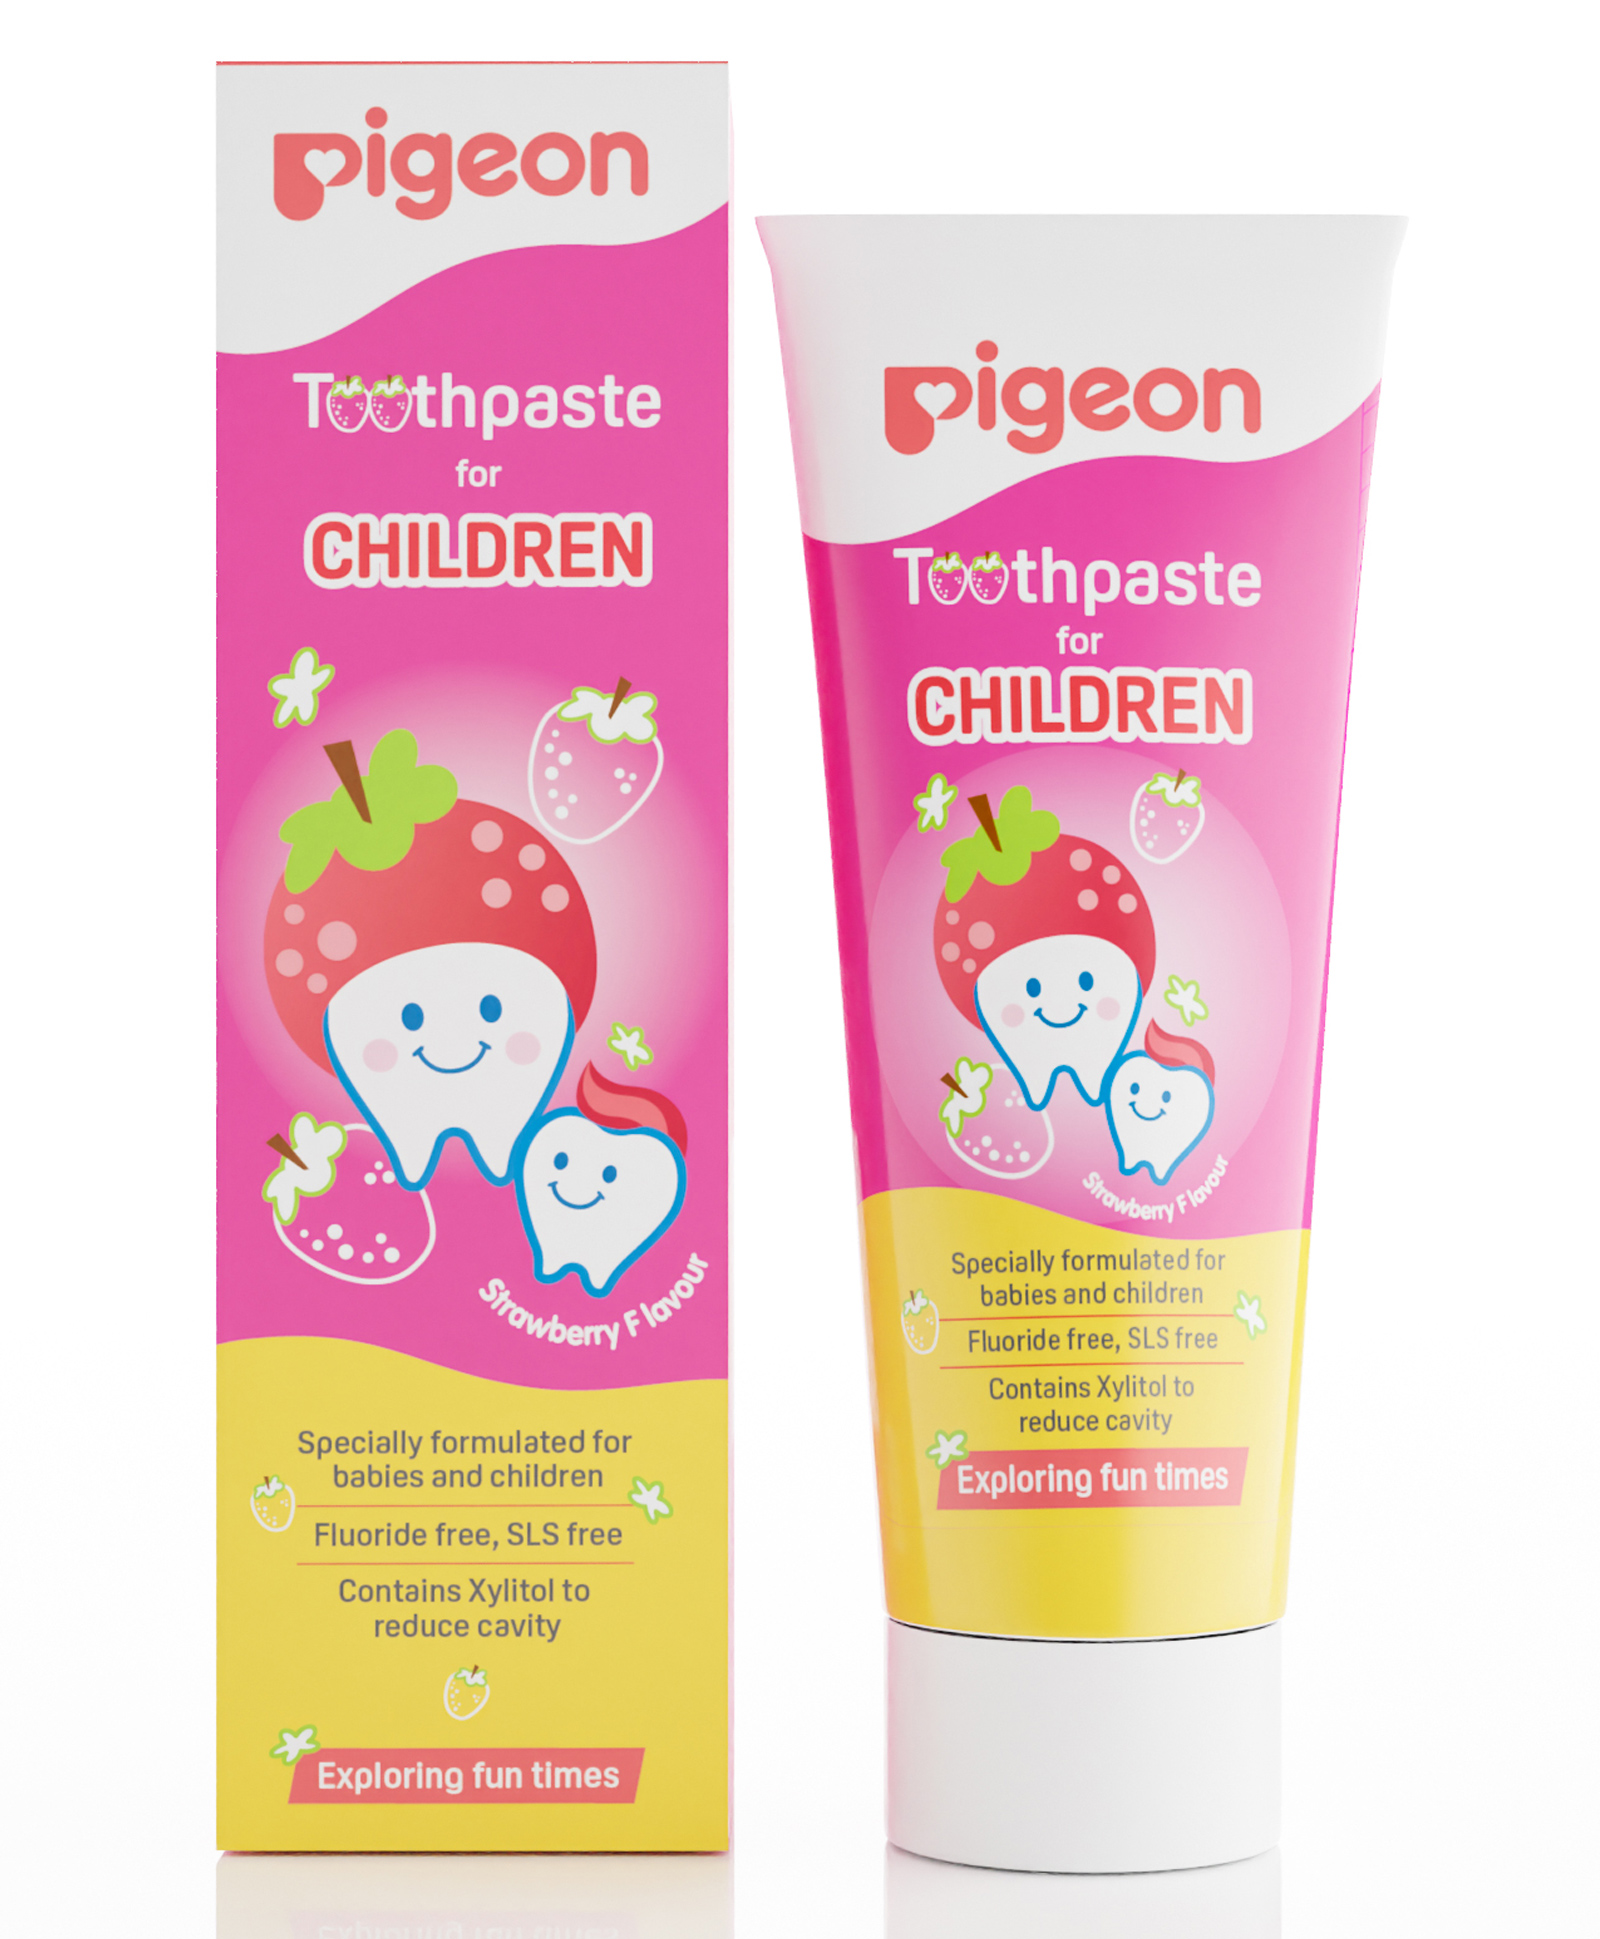 pigeon
Toothpaste
for
CHILDREN
Strawberry Flavour
Specially formulated for
babies and children
Fluoride free, SLS free
Contains Xylitol to
reduce cavity
Exploring fun times
pigeon
Toothpaste
for
CHILDREN
Strawberry Flavour
Specially formulated for
babies and children
Fluoride free, SLS free
Contains Xylitol to
reduce cavity
Exploring fun times